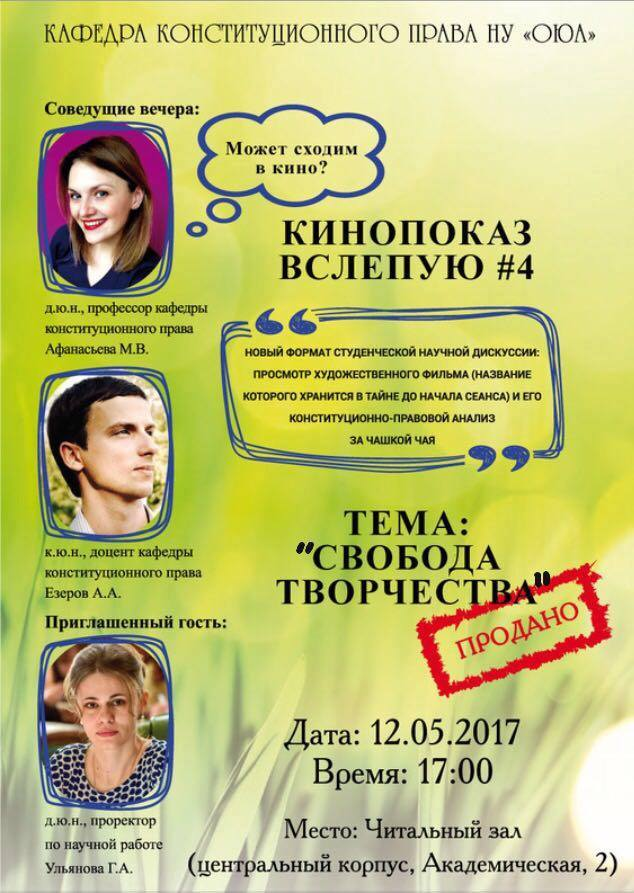 КАФЕДРА КОНСТИТУЦИОННОГО ПРАВА НУ «ОЮА»
Соведущие вечера:
Может сходим
в кино?
д.ю.н., профессор кафедры
конституционного права
Афанасьева М.В.
КИНОПОКАЗ
ВСЛЕПУЮ #4
“
НОВЫЙ ФОРМАТ СТУДЕНЧЕСКОЙ НАУЧНОЙ ДИСКУССИИ:
ПРОСМОТР ХУДОЖЕСТВЕННОГО ФИЛЬМА (НАЗВАНИЕ
КОТОРОГО ХРАНИТСЯ В ТАЙНЕ ДО НАЧАЛА СЕАНСА) И ЕГО
КОНСТИТУЦИОННО-ПРАВОВОЙ АНАЛИЗ
ЗА ЧАШКОЙ ЧАЯ
”
к.ю.н., доцент кафедры
конституционного права
Езеров А.А.
ТЕМА:
"СВОБОДА
ТВОРЧЕСТВА"
ПРОДАНО
Приглашенный гость:
д.ю.н., проректор
по научной работе
Ульянова Г.А.
Дата: 12.05.2017
Время: 17:00
Место: Читальный зал
(центральный корпус, Академическая, 2)